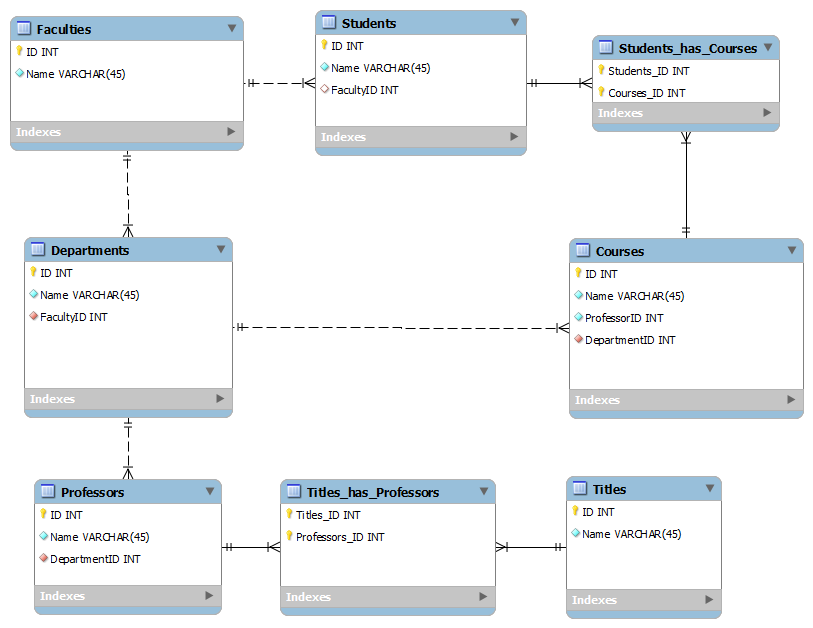 Faculties
ID INT
Name VARCHAR(45)
Indexes
Students
ID INT
Name VARCHAR(45)
FacultyID INT
Indexes
Students_has_Courses
Students_ID INT
Courses_ID INT
Indexes
Departments
ID INT
Name VARCHAR(45)
FacultyID INT
Indexes
Courses
ID INT
Name VARCHAR(45)
ProfessorID INT
DepartmentID INT
Indexes
Professors
ID INT
Name VARCHAR(45)
DepartmentID INT
Indexes
Titles_has_Professors
Titles_ID INT
Professors_ID INT
Indexes
Titles
ID INT
Name VARCHAR(45)
Indexes